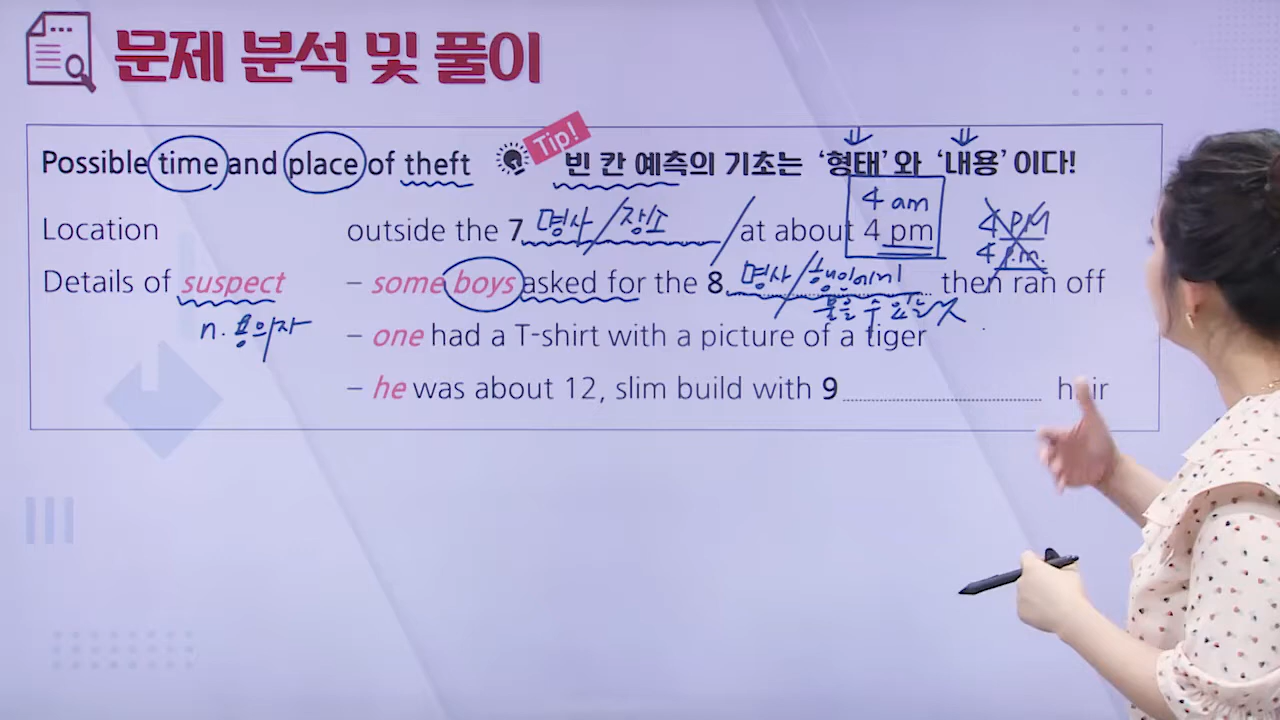 문제 분석 및 풀이
Possible time and place of theft Tip! 빈 칸 예측의 기초는 '형태'와 '내용'이다!
4 am
Location outside the 7 명사/장소 / at about 4 pm 4 PM
4 p.m.
Details of suspect – some boys asked for the 8 명사/행인에게 then ran off
물을 수 있는 것
n. 용의자
– one had a T-shirt with a picture of a tiger
– he was about 12, slim build with 9 hair